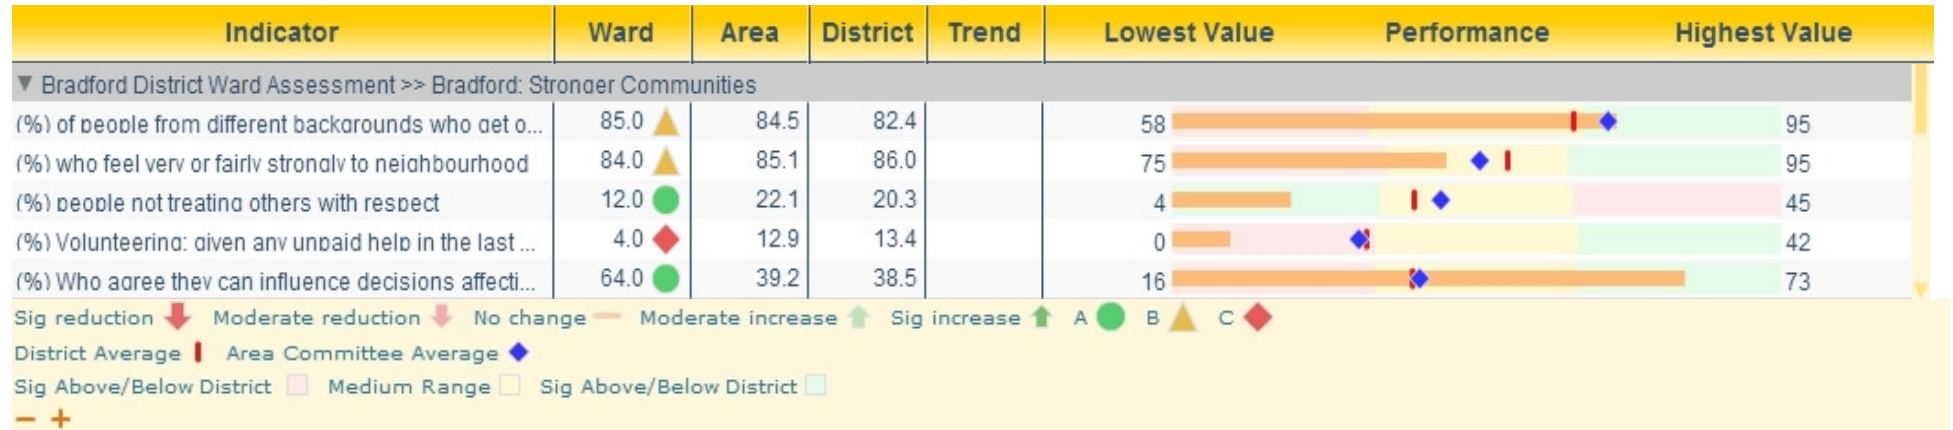 Indicator Ward Area District Trend Lowest Value Performance Highest Value
▼ Bradford District Ward Assessment >> Bradford: Stronger Communities
(%) of people from different backgrounds who get o... 85.0 84.5 82.4 58 95
(%) who feel very or fairly strongly to neighbourhood 84.0 85.1 86.0 75 95
(%) people not treating others with respect 12.0 22.1 20.3 4 45
(%) Volunteering: given any unpaid help in the last ... 4.0 12.9 13.4 0 42
(%) Who agree they can influence decisions affecti... 64.0 39.2 38.5 16 73
Sig reduction Moderate reduction No change Moderate increase Sig increase A B C
District Average Area Committee Average
Sig Above/Below District Medium Range Sig Above/Below District
− +